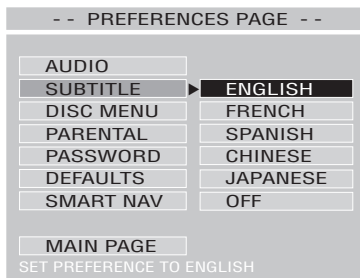 - - PREFERENCES PAGE - -
AUDIO
SUBTITLE ENGLISH
DISC MENU FRENCH
PARENTAL SPANISH
PASSWORD CHINESE
DEFAULTS JAPANESE
SMART NAV OFF
MAIN PAGE
SET PREFERENCE TO ENGLISH